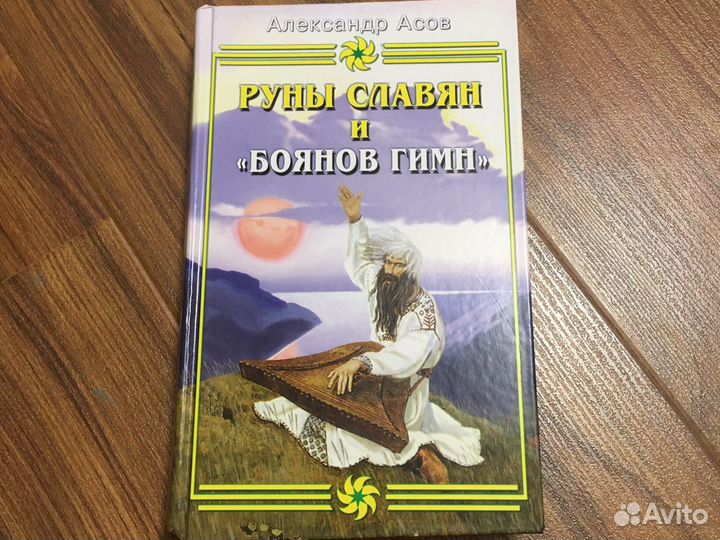 Александр Асов
РУНЫ СЛАВЯН
И
«БОЯНОВ ГИМН»
Avito